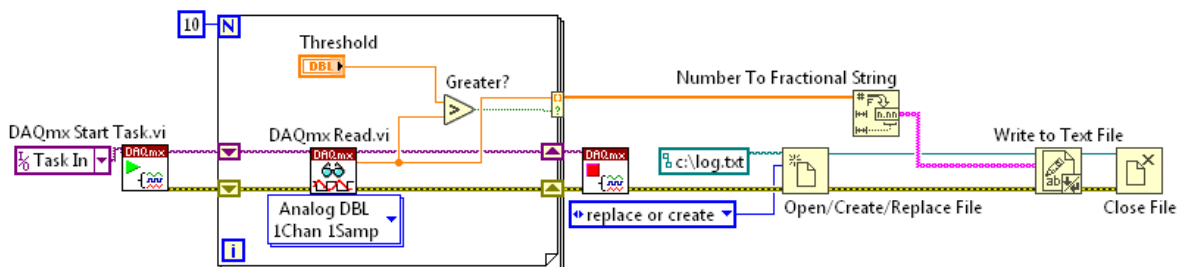 10
N
Threshold
DBL
Greater?
Number To Fractional String
DAQmx Start Task.vi
DAQmx Read.vi
Write to Text File
Task In
DAQmx
DAQmx
DAQmx
c:\log.txt
n.nn
ab
Analog DBL
1Chan 1Samp
replace or create
Open/Create/Replace File
Close File
i